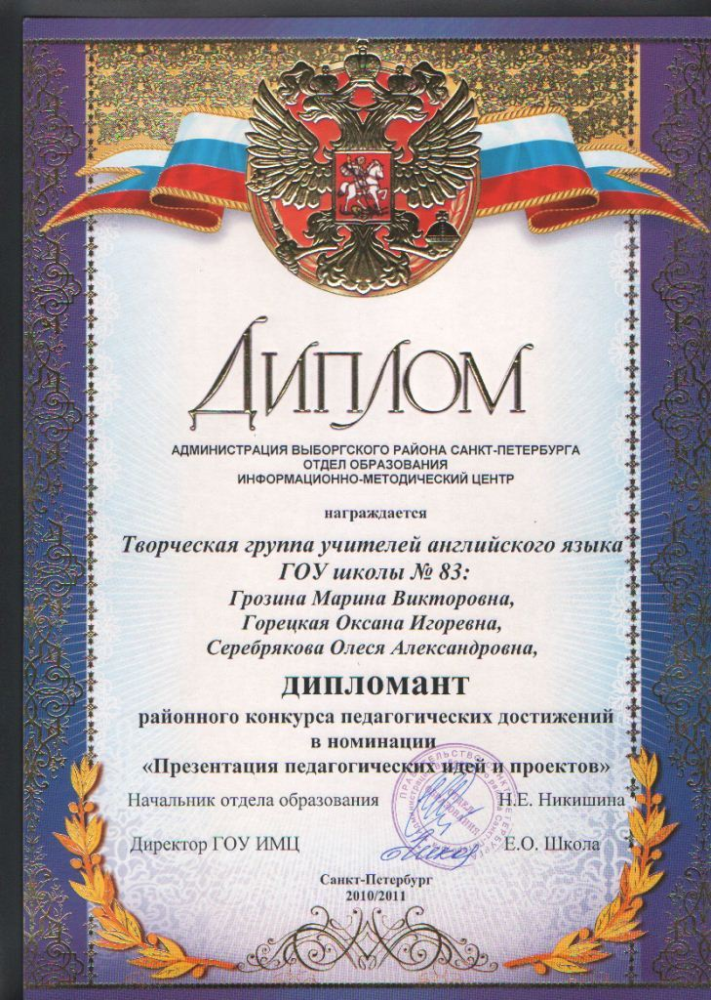 Диплом
АДМИНИСТРАЦИЯ ВЫБОРГСКОГО РАЙОНА САНКТ-ПЕТЕРБУРГА
ОТДЕЛ ОБРАЗОВАНИЯ
ИНФОРМАЦИОННО-МЕТОДИЧЕСКИЙ ЦЕНТР
награждается
Творческая группа учителей английского языка
ГОУ школы № 83:
Грозина Марина Викторовна,
Горецкая Оксана Игоревна,
Серебрякова Олеся Александровна,
дипломант
районного конкурса педагогических достижений
в номинации
«Презентация педагогических идей и проектов»
Начальник отдела образования Н.Е. Никишина
Директор ГОУ ИМЦ Е.О. Школа
Санкт-Петербург
2010/2011